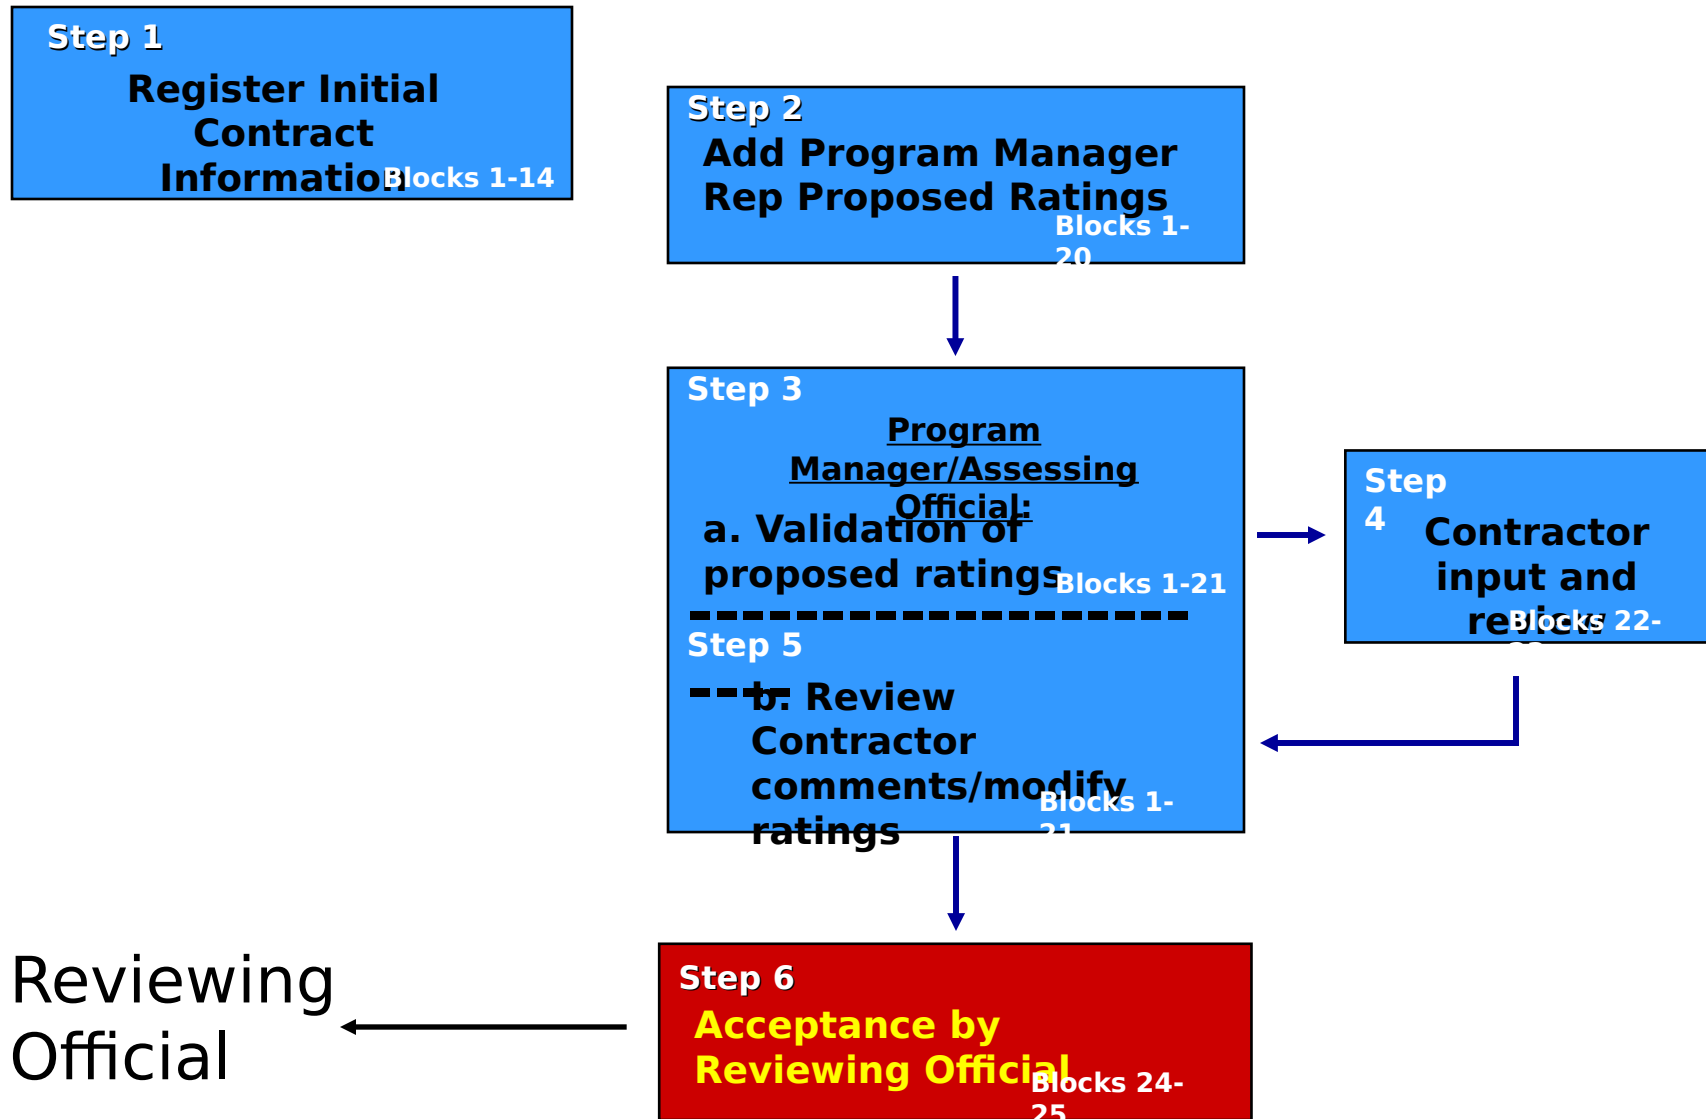 Step 1
Register Initial
Contract
Information
Blocks 1-14
Step 2
Add Program Manager
Rep Proposed Ratings
Blocks 1-
20
Step 3
Program
Manager/Assessing
Official:
a. Validation of
proposed ratings
Blocks 1-21
Step
4
Contractor
input and
review
Blocks 22-
Step 5
b. Review
Contractor
comments/modify
ratings
Blocks 1-
21
Step 6
Acceptance by
Reviewing Official
Blocks 24-
25
Reviewing
Official